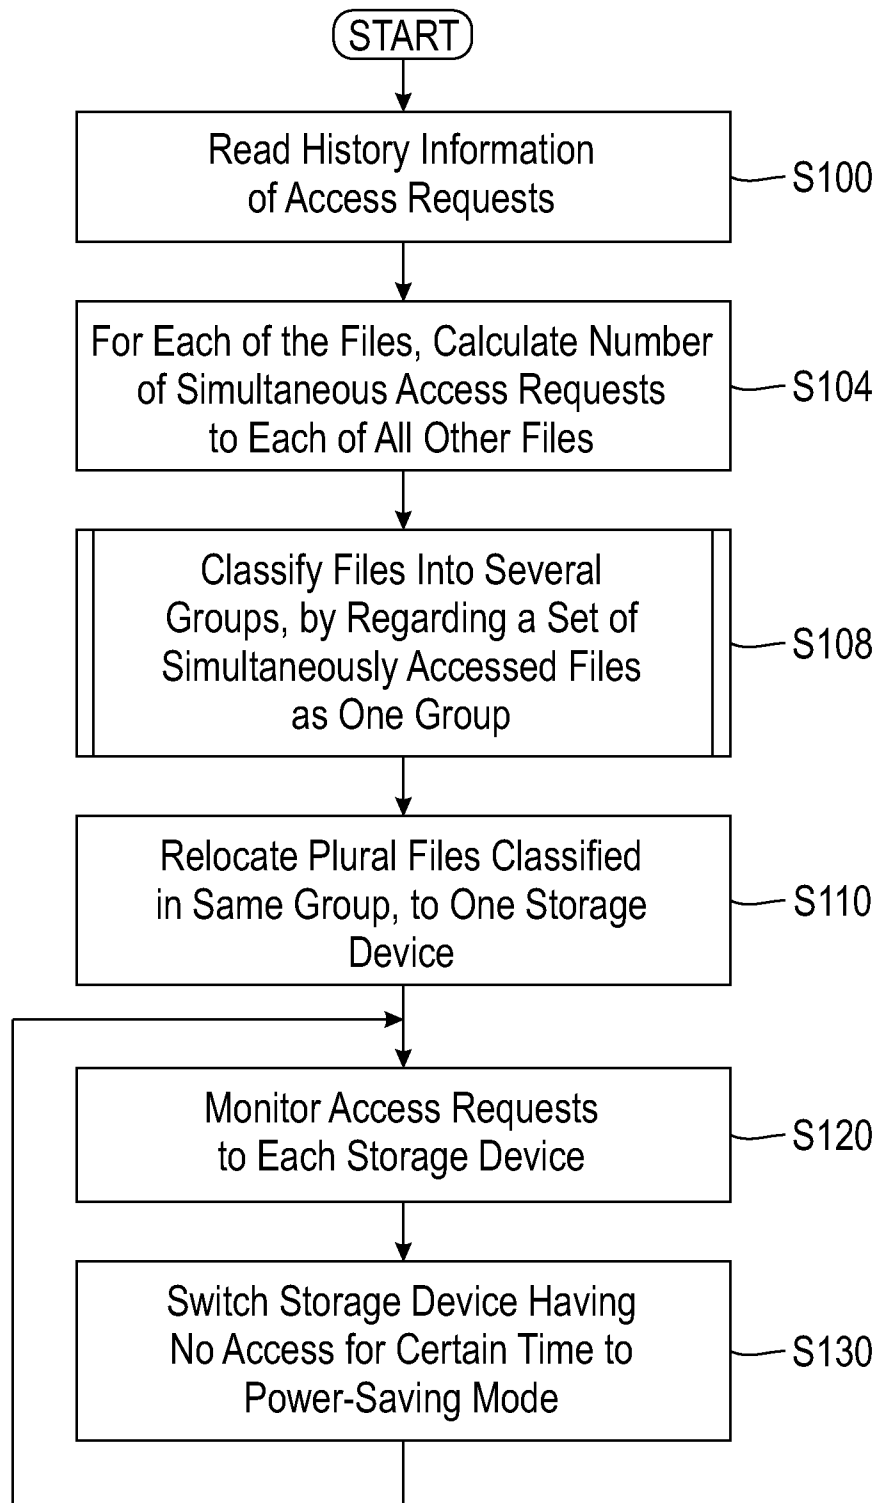 START
Read History Information
of Access Requests
S100
For Each of the Files, Calculate Number
of Simultaneous Access Requests
to Each of All Other Files
S104
Classify Files Into Several
Groups, by Regarding a Set of
Simultaneously Accessed Files
as One Group
S108
Relocate Plural Files Classified
in Same Group, to One Storage
Device
S110
Monitor Access Requests
to Each Storage Device
S120
Switch Storage Device Having
No Access for Certain Time to
Power-Saving Mode
S130